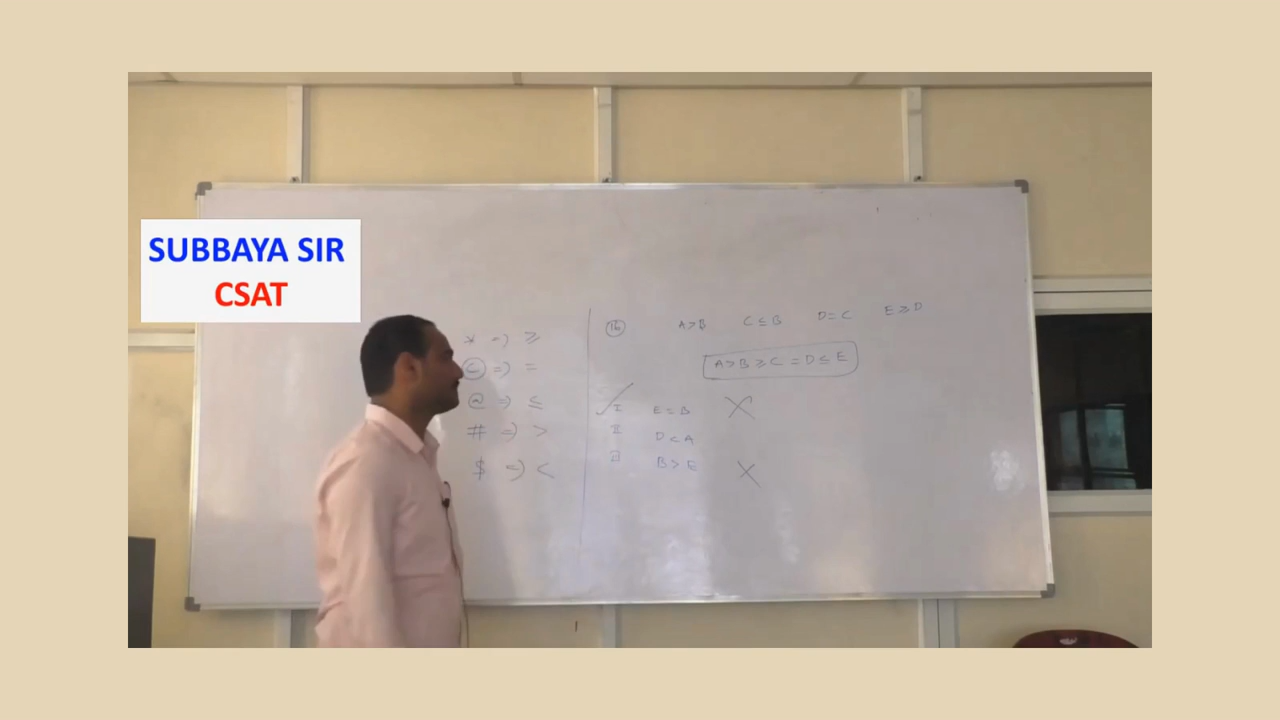 SUBBAYA SIR
CSAT
* => ≥
© => =
@ => ≤
# => >
$ => <
16 A>B C≤B D=C E≥D
A>B≥C=D≤E
I E=B X
II D<A
III B>E X